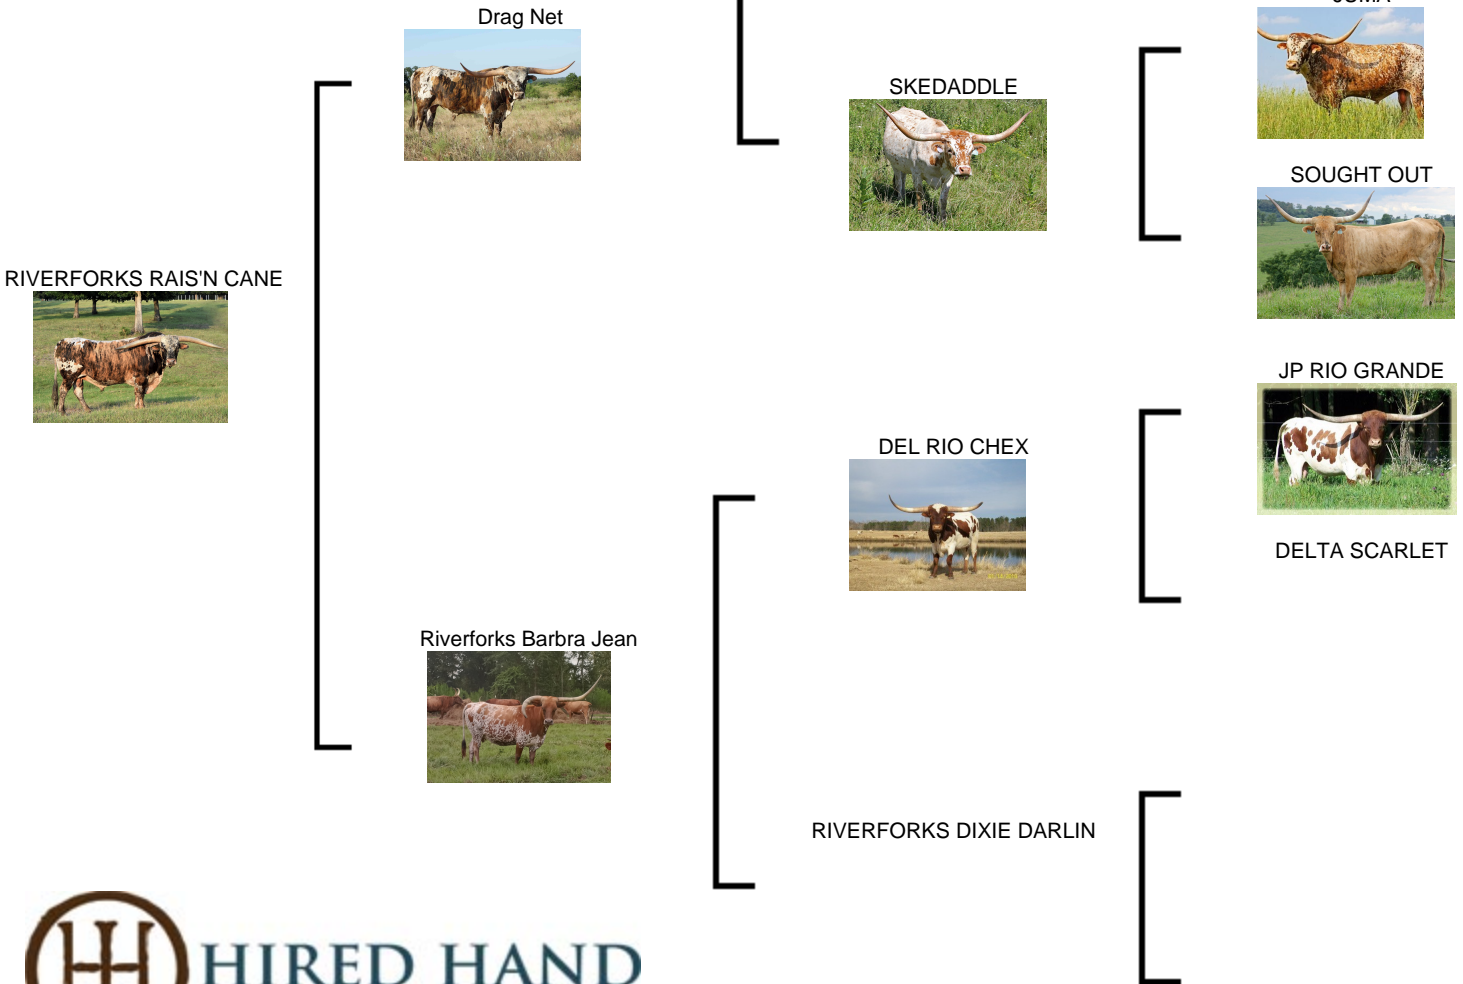 Drag Net
SKEDADDLE
SOUGHT OUT
RIVERFORKS RAIS'N CANE
JP RIO GRANDE
DEL RIO CHEX
DELTA SCARLET
Riverforks Barbra Jean
RIVERFORKS DIXIE DARLIN
HIRED HAND